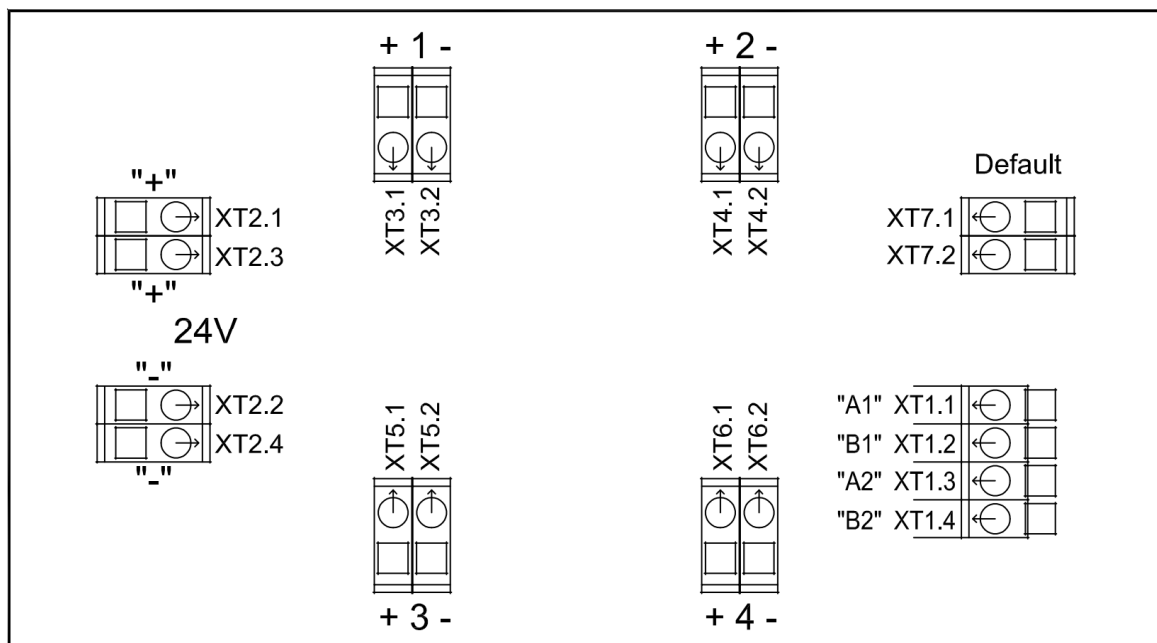 + 1 -
+ 2 -
XT3.1
XT3.2
XT4.1
XT4.2
"+"
XT2.1
XT2.3
"+"
24V
"-"
XT2.2
XT2.4
"-"
Default
XT7.1
XT7.2
XT5.1
XT5.2
XT6.1
XT6.2
"A1" XT1.1
"B1" XT1.2
"A2" XT1.3
"B2" XT1.4
+ 3 -
+ 4 -